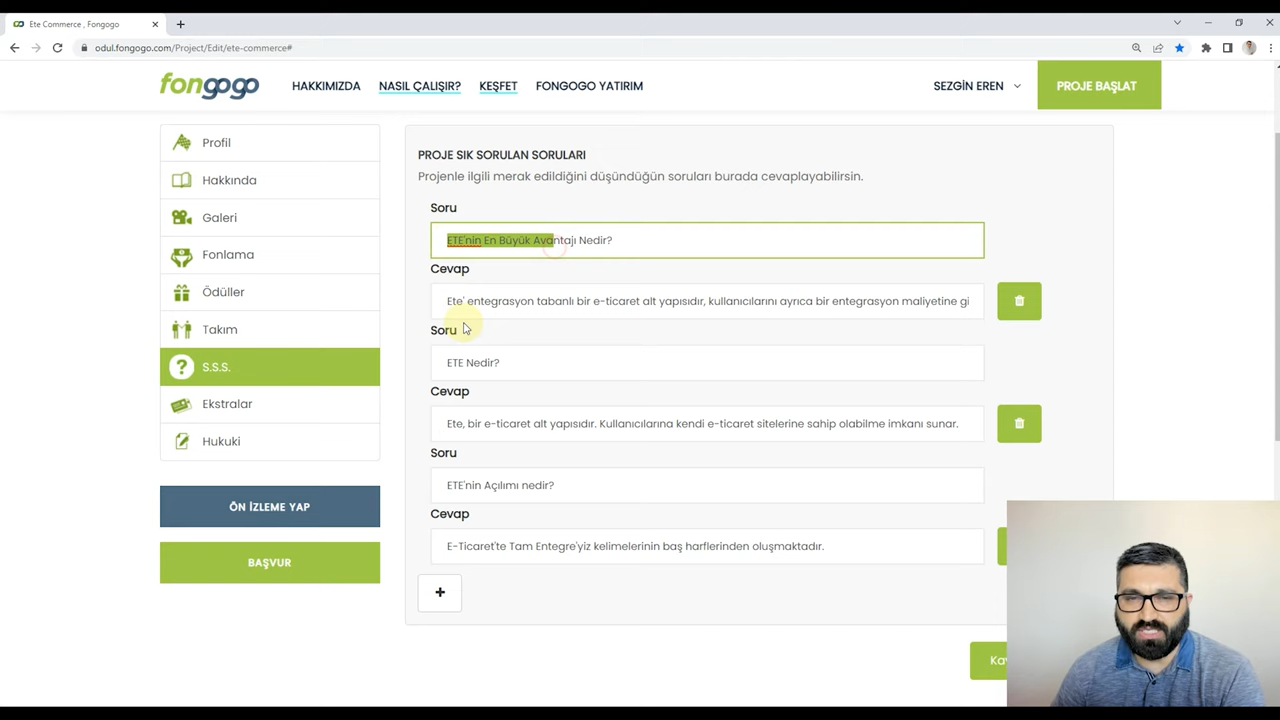 Ete Commerce , Fongogo
odul.fongogo.com/Project/Edit/ete-commerce#
fongogo
HAKKIMIZDA
NASIL ÇALIŞIR?
KEŞFET
FONGOGO YATIRIM
SEZGİN EREN
PROJE BAŞLAT
Profil
Hakkında
Galeri
Fonlama
Ödüller
Takım
S.S.S.
Ekstralar
Hukuki
ÖN İZLEME YAP
BAŞVUR
PROJE SIK SORULAN SORULARI
Projenle ilgili merak edildiğini düşündüğün soruları burada cevaplayabilirsin.
Soru
ETE'nin En Büyük Avantajı Nedir?
Cevap
Ete' entegrasyon tabanlı bir e-ticaret alt yapısıdır, kullanıcılarını ayrıca bir entegrasyon maliyetine gi
Soru
ETE Nedir?
Cevap
Ete, bir e-ticaret alt yapısıdır. Kullanıcılarına kendi e-ticaret sitelerine sahip olabilme imkanı sunar.
Soru
ETE'nin Açılımı nedir?
Cevap
E-Ticaret'te Tam Entegre'yiz kelimelerinin baş harflerinden oluşmaktadır.